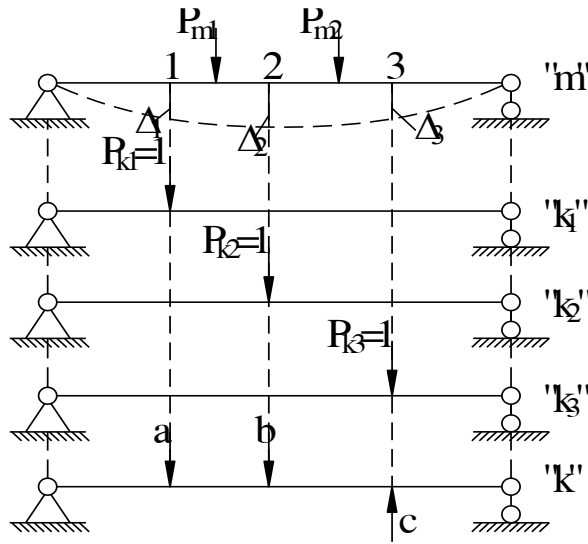 Pm1 Pm2
1 2 3 "m"
Δ1 Δ2 Δ3
Pk1=1
"k1"
Pk2=1
"k2"
Pk3=1
"k3"
a b
"k"
c